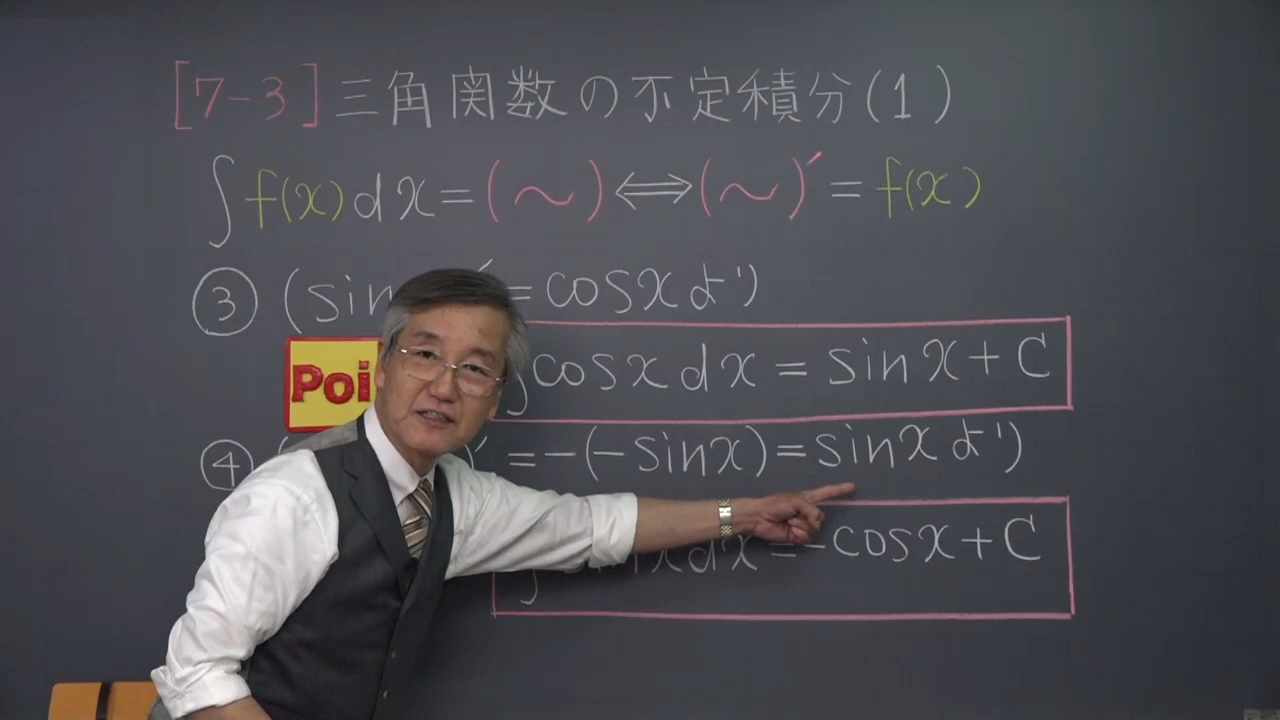 [7-3] 三角関数の不定積分(1)
∫f(x)dx=(~)⟺(~)′=f(x)
③ (sin ′=cosxより
Poi
∫cosxdx=sinx+C
④ ( )′=-(-sinx)=sinxより
∫sinxdx=-cosx+C